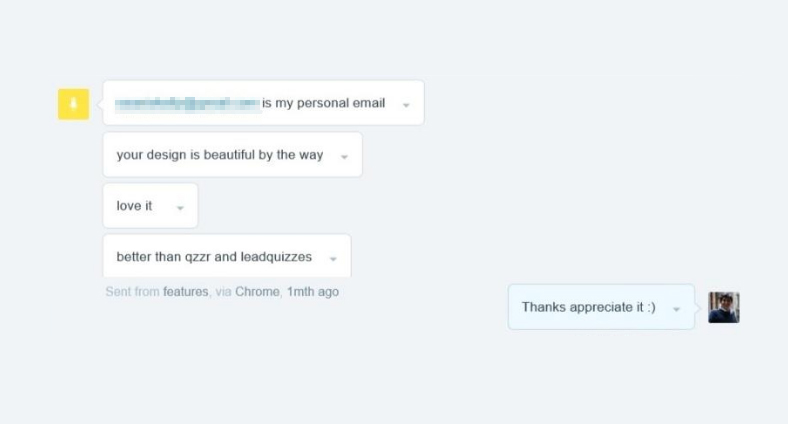 is my personal email
your design is beautiful by the way
love it
better than qzzr and leadquizzes
Sent from features, via Chrome, 1mth ago
Thanks appreciate it :)